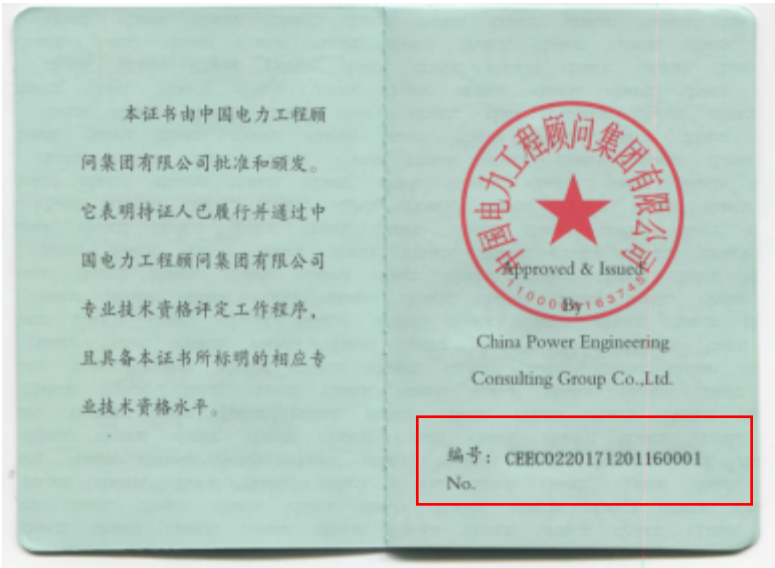 本证书由中国电力工程顾
问集团有限公司批准和颁发。
它表明持证人已履行并通过中
国电力工程顾问集团有限公司
专业技术资格评定工作程序，
且具备本证书所标明的相应专
业技术资格水平。
中国电力工程顾问集团有限公司
Approved & Issued
By
China Power Engineering
Consulting Group Co.,Ltd.
编号：CEEC0220171201160001
No.